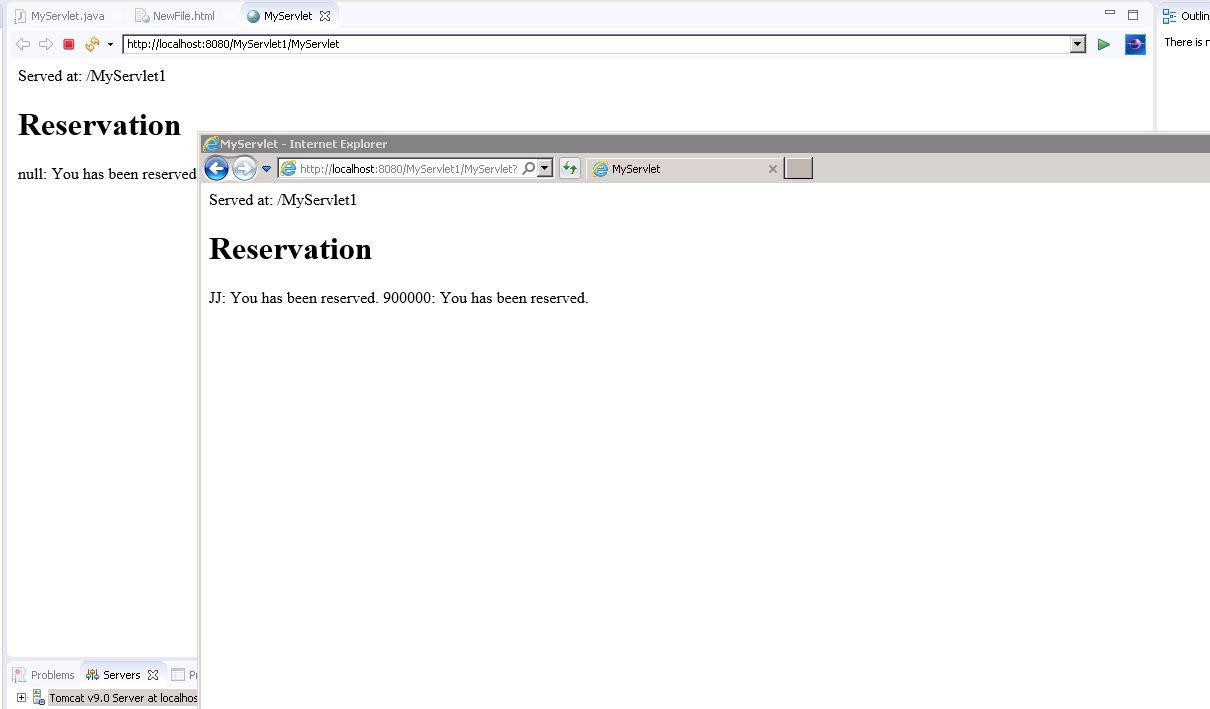 MyServlet.java NewFile.html MyServlet Outlin
http://localhost:8080/MyServlet1/MyServlet There is n
Served at: /MyServlet1
Reservation
null: You has been reserved
MyServlet - Internet Explorer
http://localhost:8080/MyServlet1/MyServlet? MyServlet
Served at: /MyServlet1
Reservation
JJ: You has been reserved. 900000: You has been reserved.
Problems Servers Pr
Tomcat v9.0 Server at localhos